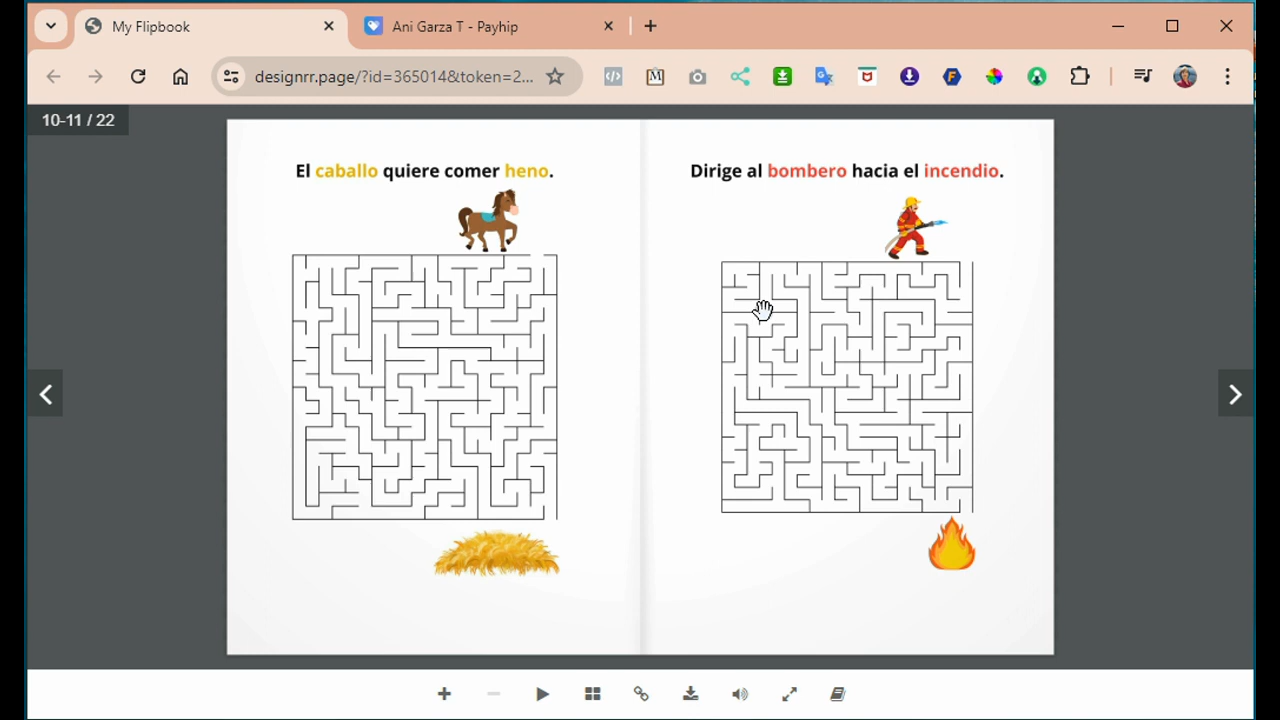 My Flipbook
Ani Garza T - Payhip
designrr.page/?id=365014&token=2...
10-11 / 22
El caballo quiere comer heno.
Dirige al bombero hacia el incendio.